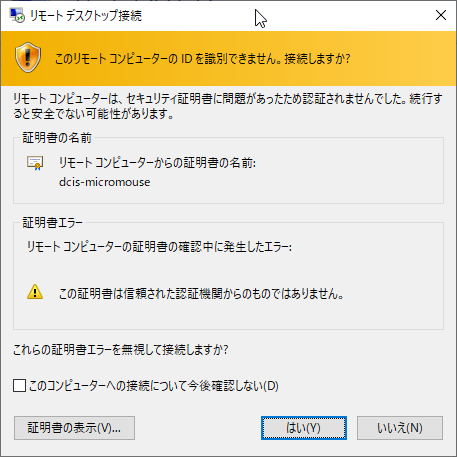 リモート デスクトップ接続
このリモート コンピューターの ID を識別できません。接続しますか?
リモート コンピューターは、セキュリティ証明書に問題があったため認証されませんでした。続行す
ると安全でない可能性があります。
証明書の名前
リモート コンピューターからの証明書の名前:
dcis-micromouse
証明書エラー
リモート コンピューターの証明書の確認中に発生したエラー:
この証明書は信頼された認証機関からのものではありません。
これらの証明書エラーを無視して接続しますか?
このコンピューターへの接続について今後確認しない(D)
証明書の表示(V)... はい(Y) いいえ(N)